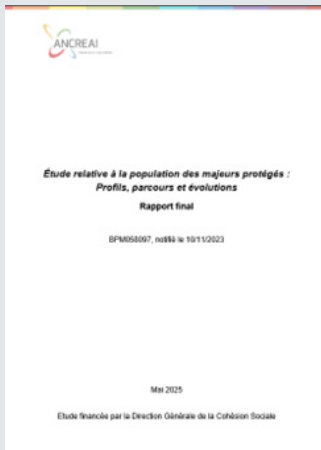 ANCREAI
Étude relative à la population des majeurs protégés :
Profils, parcours et évolutions
Rapport final
BPM058097, notifié le 10/11/2023
Mai 2025
Etude financée par la Direction Générale de la Cohésion Sociale